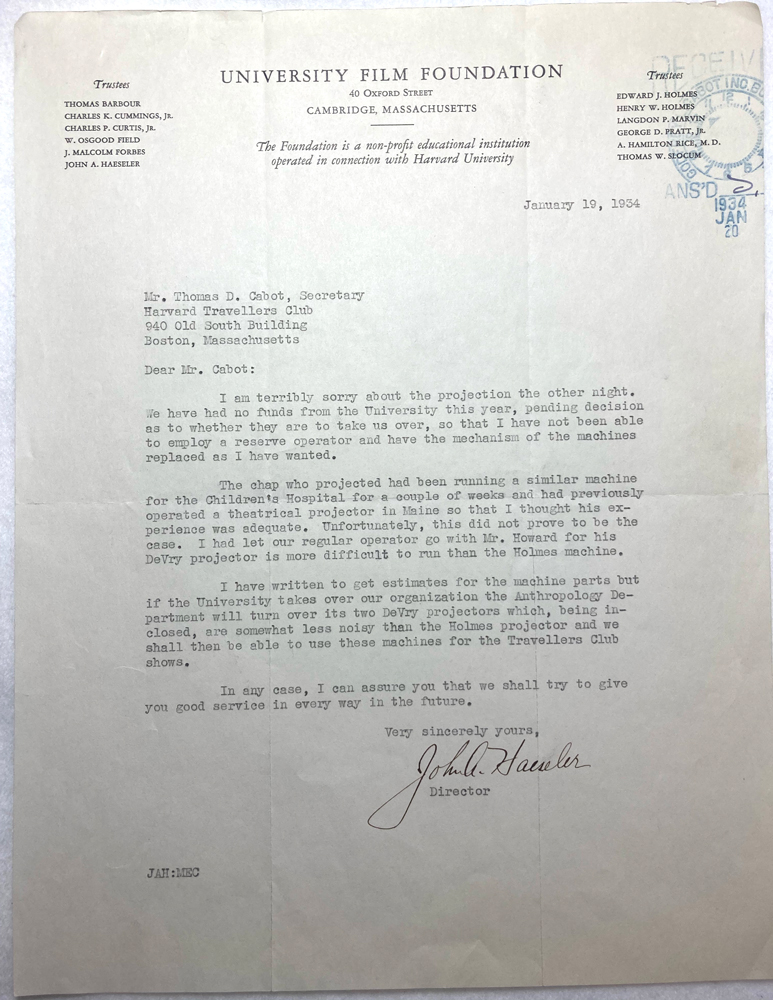 UNIVERSITY FILM FOUNDATION
40 OXFORD STREET
CAMBRIDGE, MASSACHUSETTS
The Foundation is a non-profit educational institution
operated in connection with Harvard University
Trustees
THOMAS BARBOUR
CHARLES K. CUMMINGS, JR.
CHARLES P. CURTIS, JR.
W. OSGOOD FIELD
J. MALCOLM FORBES
JOHN A. HAESELER
Trustees
EDWARD J. HOLMES
HENRY W. HOLMES
LANGDON P. MARVIN
GEORGE D. PRATT, JR.
A. HAMILTON RICE, M. D.
THOMAS W. SLOCUM
ANS'D
1934
JAN
20
January 19, 1934
Mr. Thomas D. Cabot, Secretary
Harvard Travellers Club
940 Old South Building
Boston, Massachusetts
Dear Mr. Cabot:
I am terribly sorry about the projection the other night.
We have had no funds from the University this year, pending decision
as to whether they are to take us over, so that I have not been able
to employ a reserve operator and have the mechanism of the machines
replaced as I have wanted.
The chap who projected had been running a similar machine
for the Children's Hospital for a couple of weeks and had previously
operated a theatrical projector in Maine so that I thought his ex-
perience was adequate. Unfortunately, this did not prove to be the
case. I had let our regular operator go with Mr. Howard for his
DeVry projector is more difficult to run than the Holmes machine.
I have written to get estimates for the machine parts but
if the University takes over our organization the Anthropology De-
partment will turn over its two DeVry projectors which, being in-
closed, are somewhat less noisy than the Holmes projector and we
shall then be able to use these machines for the Travellers Club
shows.
In any case, I can assure you that we shall try to give
you good service in every way in the future.
Very sincerely yours,
John A. Haeseler
Director
JAH:MEC